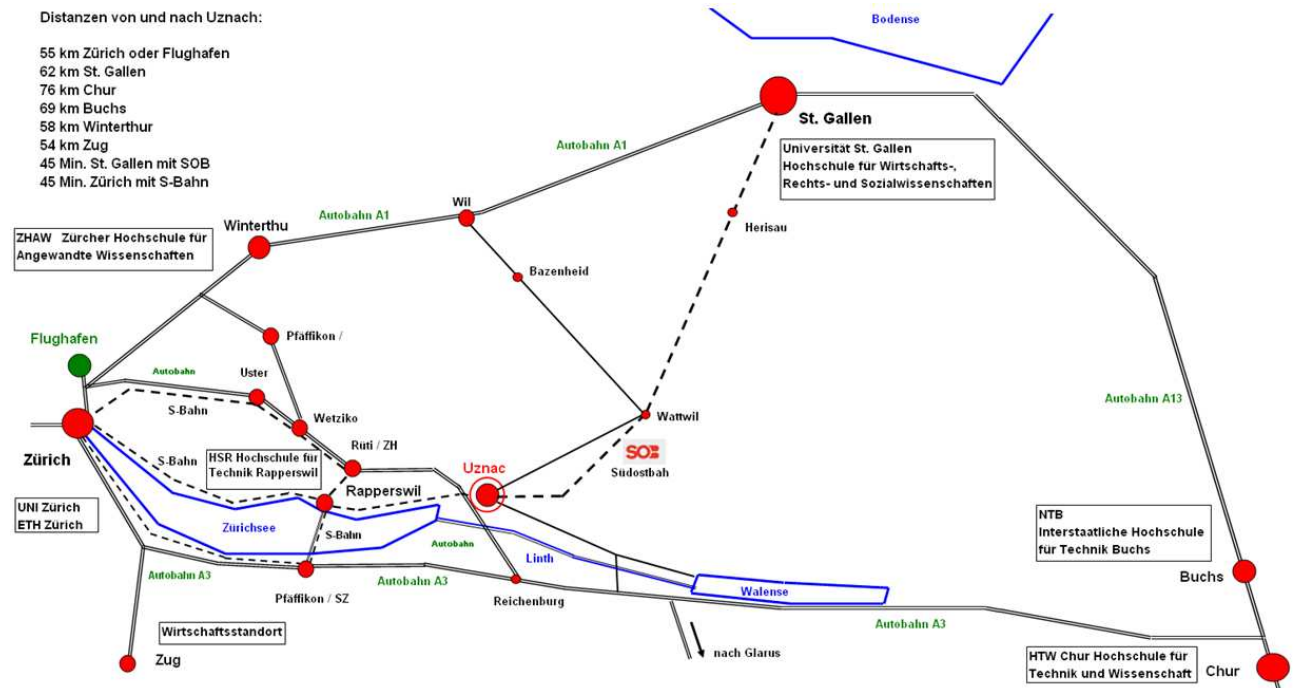 Distanzen von und nach Uznach:
55 km Zürich oder Flughafen
62 km St. Gallen
76 km Chur
69 km Buchs
58 km Winterthur
54 km Zug
45 Min. St. Gallen mit SOB
45 Min. Zürich mit S-Bahn
Bodense
St. Gallen
Autobahn A1
Universität St. Gallen
Hochschule für Wirtschafts-,
Rechts- und Sozialwissenschaften
Wil
Autobahn A1
Winterthu
Herisau
ZHAW Zürcher Hochschule für
Angewandte Wissenschaften
Bazenheid
Flughafen
Pfäffikon /
Autobahn
Uster
Autobahn A13
S-Bahn
Wetziko
Wattwil
Rüti / ZH
SOB
Südostbah
Zürich
S-Bahn
HSR Hochschule für
Technik Rapperswil
Uznac
Rapperswil
UNI Zürich
ETH Zürich
Zürichsee
S-Bahn
Autobahn
Linth
NTB
Interstaatliche Hochschule
für Technik Buchs
Autobahn A3
Autobahn A3
Buchs
Pfäffikon / SZ
Reichenburg
Walense
Autobahn A3
Wirtschaftsstandort
Zug
nach Glarus
HTW Chur Hochschule für
Technik und Wissenschaft
Chur